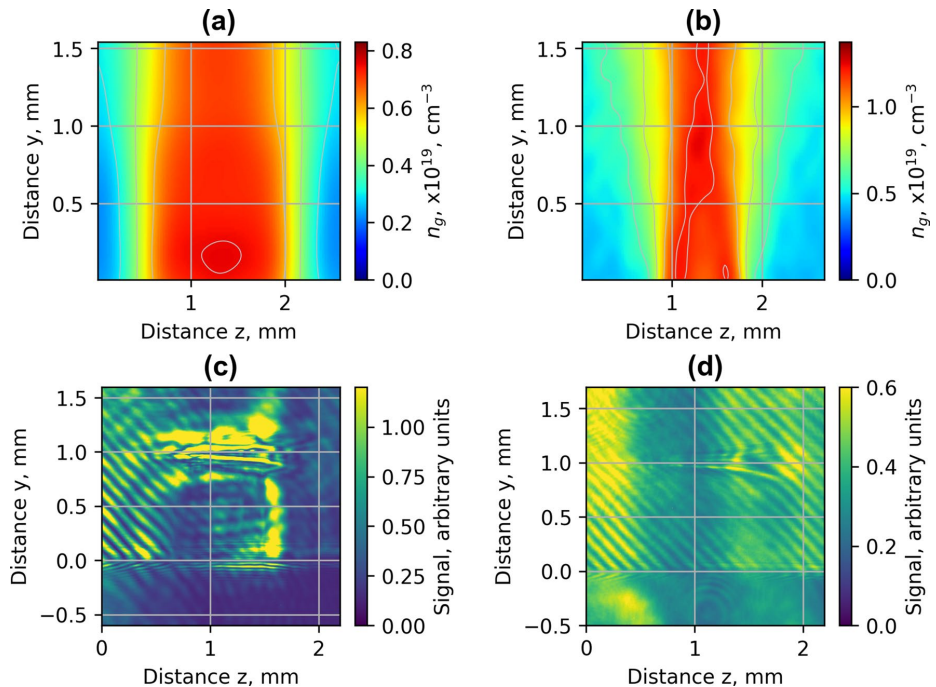 (a)
1.5
1.0
0.5
1
2
Distance y, mm
Distance z, mm
0.8
0.6
0.4
0.2
0.0
n_g, x10^19, cm^−3
(b)
1.5
1.0
0.5
1
2
Distance y, mm
Distance z, mm
1.0
0.5
0.0
n_g, x10^19, cm^−3
(c)
1.5
1.0
0.5
0.0
−0.5
0
1
2
Distance y, mm
Distance z, mm
1.00
0.75
0.50
0.25
0.00
Signal, arbitrary units
(d)
1.5
1.0
0.5
0.0
−0.5
0
1
2
Distance y, mm
Distance z, mm
0.6
0.4
0.2
0.0
Signal, arbitrary units